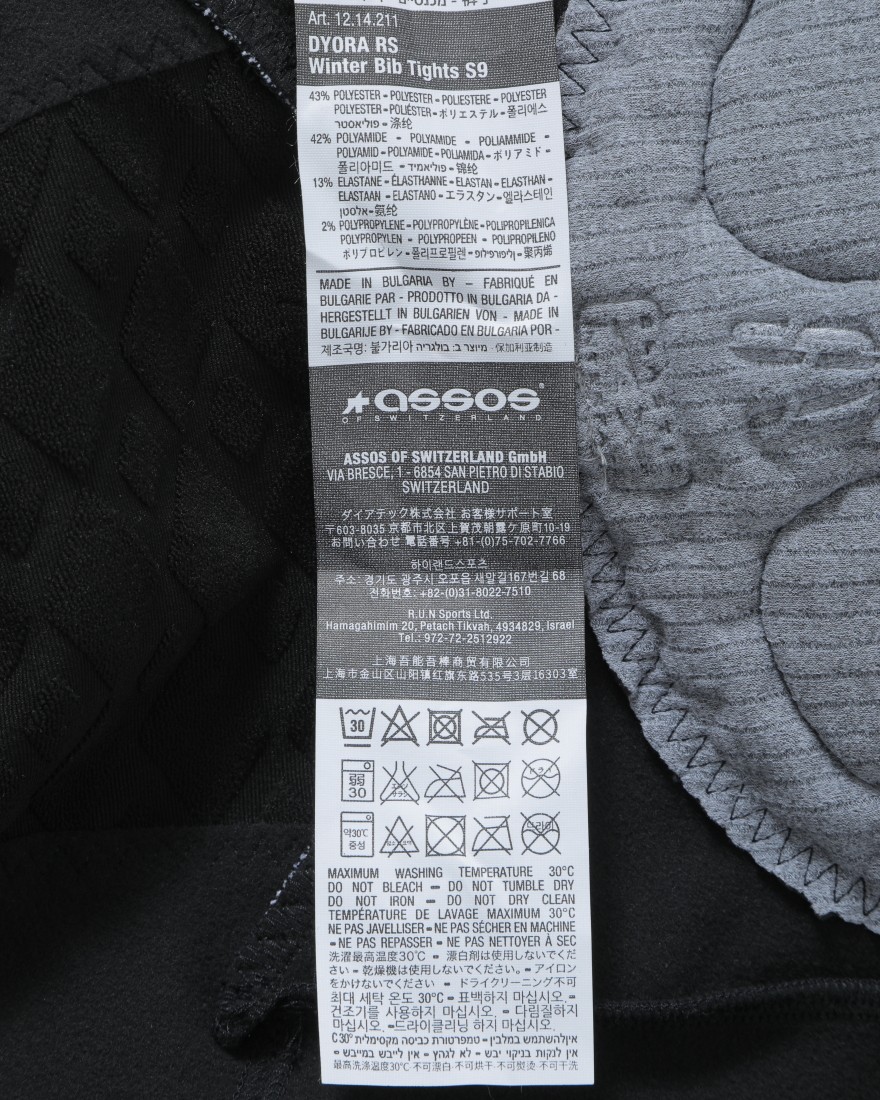 Art. 12.14.211
DYORA RS
Winter Bib Tights S9
43% POLYESTER - POLYESTER - POLIESTERE - POLYESTER
POLYESTER - POLIÉSTER - ポリエステル - 폴리에스
פוליאסטר - 涤纶
42% POLYAMIDE - POLYAMIDE - POLIAMMIDE -
POLYAMID - POLYAMIDE - POLIAMIDA - ポリアミド -
폴리아미드 - פוליאמיד - 锦纶
13% ELASTANE - ÉLASTHANNE - ELASTAN - ELASTHAN -
ELASTAAN - ELASTANO - エラスタン - 엘라스테인
אלסטן - 氨纶
2% POLYPROPYLENE - POLYPROPYLÈNE - POLIPROPILENICA
POLYPROPYLEN - POLYPROPEEN - POLIPROPILENO
ポリプロピレン - 폴리프로필렌 - פוליפרופילן - 聚丙烯
MADE IN BULGARIA BY – FABRIQUÉ EN
BULGARIE PAR - PRODOTTO IN BULGARIA DA -
HERGESTELLT IN BULGARIEN VON - MADE IN
BULGARIJE BY - FABRICADO EN BULGARIA POR -
제조국명: 불가리아 מיוצר ב: בולגריה - 保加利亚制造
assos®
OF SWITZERLAND
ASSOS OF SWITZERLAND GmbH
VIA BRESCE, 1 - 6854 SAN PIETRO DI STABIO
SWITZERLAND
ダイアテック株式会社 お客様サポート室
〒603-8035 京都市北区上賀茂朝露ケ原町10-19
お問い合わせ 電話番号 +81-(0)75-702-7766
하이랜드스포츠
주소: 경기도 광주시 오포읍 새말길167번길 68
전화번호: +82-(0)31-8022-7510
R.U.N Sports Ltd.
Hamagahimim 20, Petach Tikvah, 4934829, Israel
Tel.: 972-72-2512922
上海吾能吾棒商贸有限公司
上海市金山区山阳镇红旗东路535号3层16303室
30
弱
30
약30℃
중성
드라이
MAXIMUM WASHING TEMPERATURE 30°C
DO NOT BLEACH – DO NOT TUMBLE DRY
DO NOT IRON – DO NOT DRY CLEAN
TEMPÉRATURE DE LAVAGE MAXIMUM 30°C
NE PAS JAVELLISER - NE PAS SÉCHER EN MACHINE
- NE PAS REPASSER - NE PAS NETTOYER À SEC
洗濯最高温度30℃ - 漂白剤は使用しないでくだ
さい - 乾燥機は使用しないでください。- アイロン
をかけないでください - ドライクリーニング不可
최대 세탁 온도 30°C - 표백하지 마십시오. -
건조기를 사용하지 마십시오. - 다림질하지
마십시오. - 드라이클리닝 하지 마십시오
טמפרטורת כביסה מקסימלית 30°C - אין להשתמש במלבין
אין לייבש במייבש - לא לגהץ - אין לנקות בניקוי יבש
最高洗涤温度30℃ 不可漂白 不可烘干 不可熨烫 不可干洗